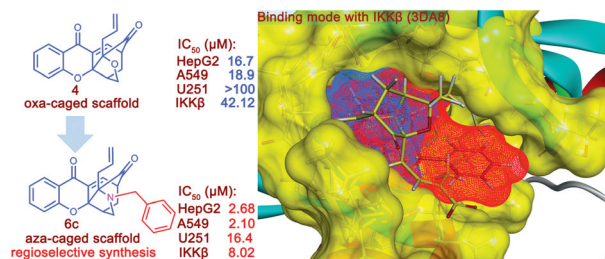 O
O
O
4
oxa-caged scaffold
IC50 (µM):
HepG2 16.7
A549 18.9
U251 >100
IKKβ 42.12
O
O
O
N
6c
aza-caged scaffold
regioselective synthesis
IC50 (µM):
HepG2 2.68
A549 2.10
U251 16.4
IKKβ 8.02
Binding mode with IKKβ (3DA8)